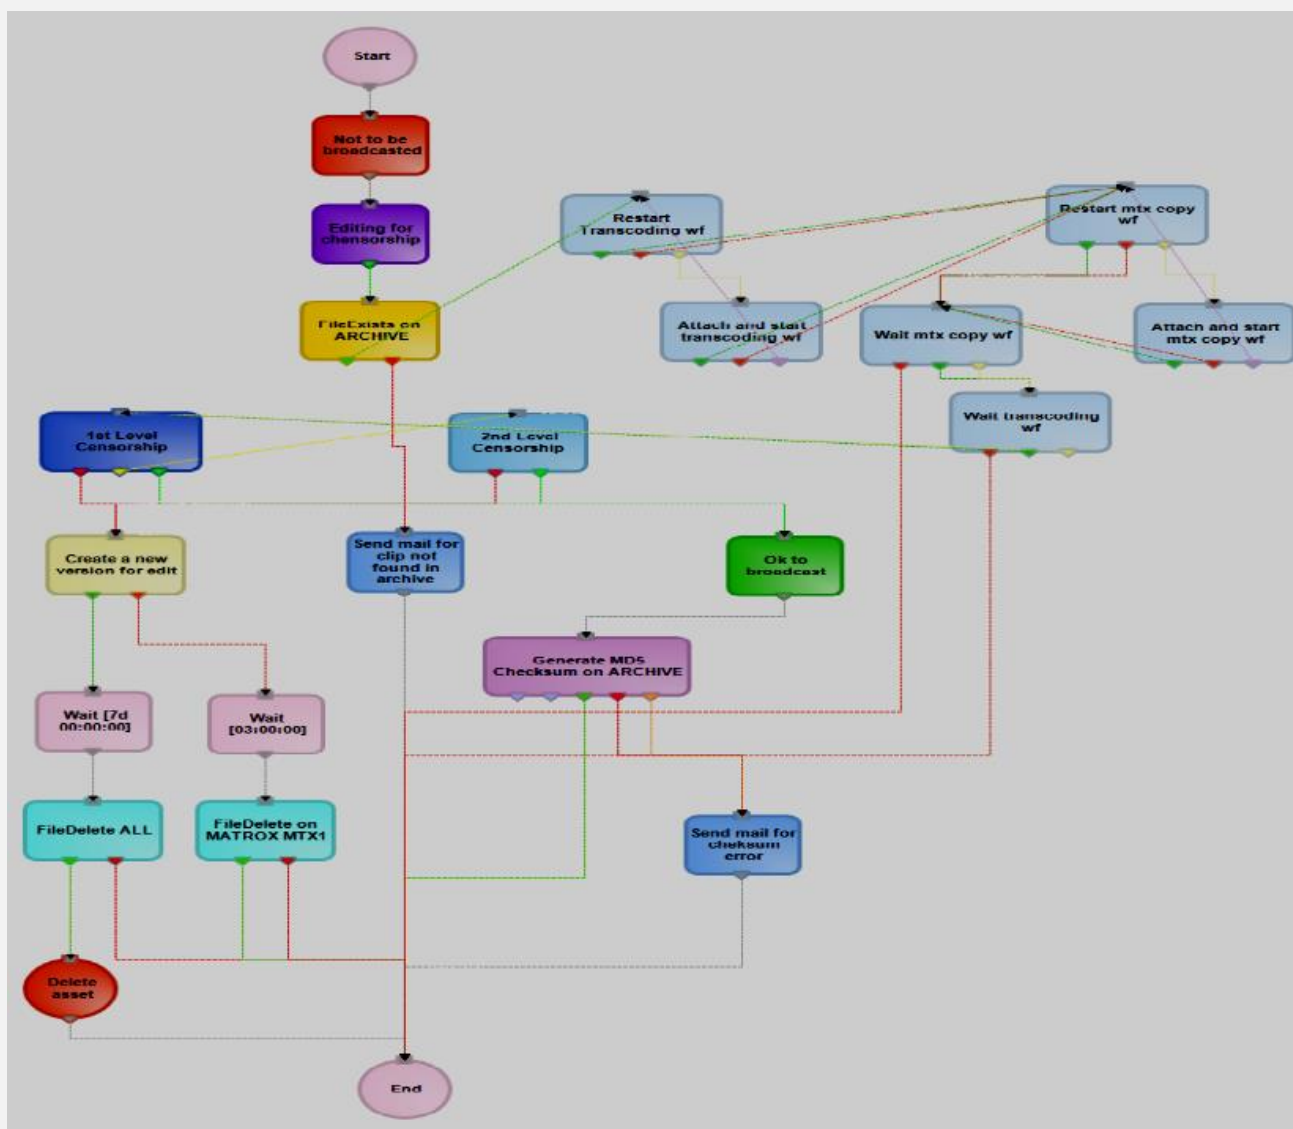 Start
Not to be
broadcasted
Editing for
chensorship
FileExists on
ARCHIVE
Restart
Transcoding wf
Restart mtx copy
wf
Attach and start
transcoding wf
Wait mtx copy wf
Attach and start
mtx copy wf
Wait transcoding
wf
1st Level
Censorship
2nd Level
Censorship
Create a new
version for edit
Send mail for
clip not
found in
archive
Ok to
broadcast
Generate MD5
Checksum on ARCHIVE
Wait [7d
00:00:00]
Wait
[03:00:00]
FileDelete ALL
FileDelete on
MATROX MTX1
Send mail for
cheksum
error
Delete
asset
End